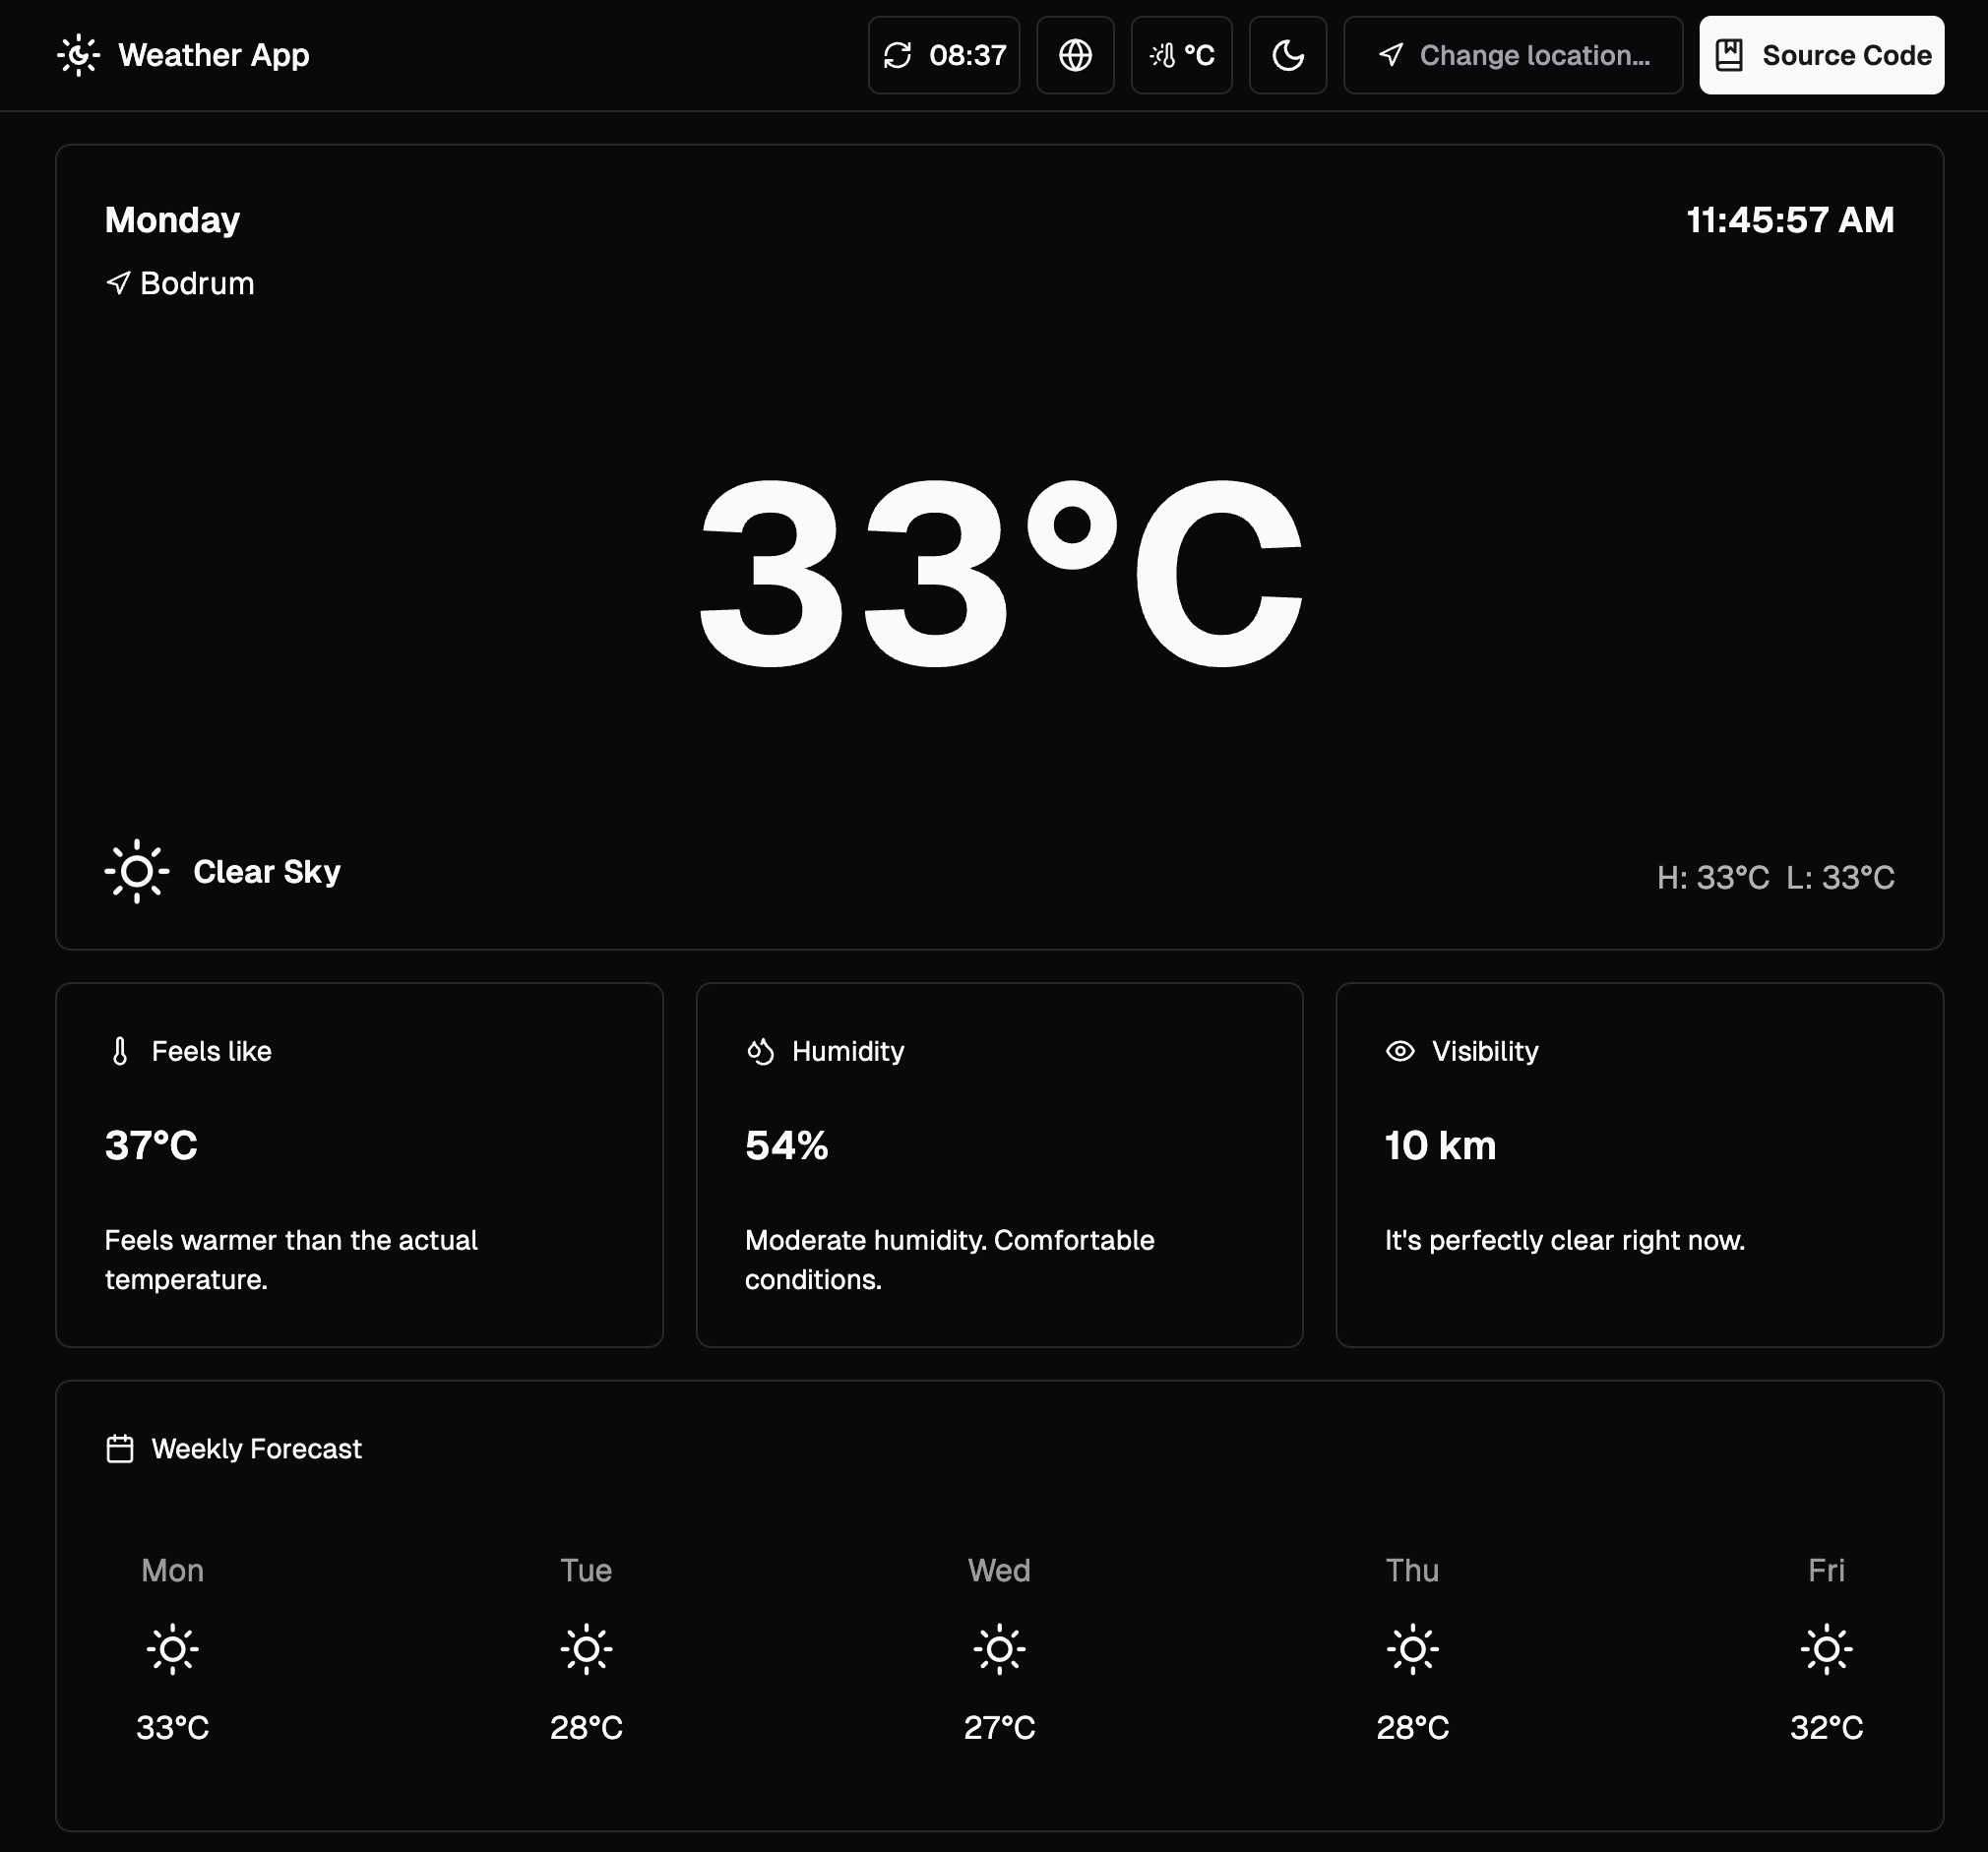 Weather App
08:37
°C
Change location...
Source Code
Monday
11:45:57 AM
Bodrum
33°C
Clear Sky
H: 33°C L: 33°C
Feels like
37°C
Feels warmer than the actual
temperature.
Humidity
54%
Moderate humidity. Comfortable
conditions.
Visibility
10 km
It's perfectly clear right now.
Weekly Forecast
Mon
Tue
Wed
Thu
Fri
33°C
28°C
27°C
28°C
32°C